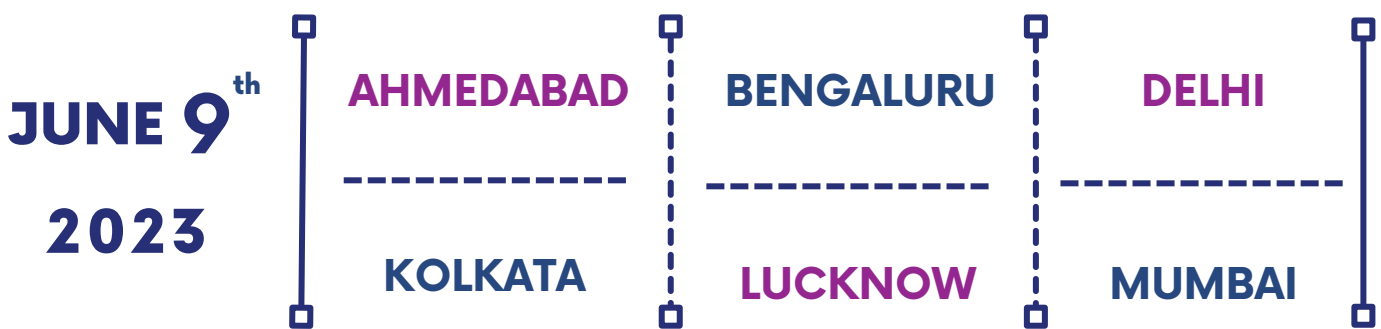 JUNE 9th
2023
AHMEDABAD
BENGALURU
DELHI
KOLKATA
LUCKNOW
MUMBAI